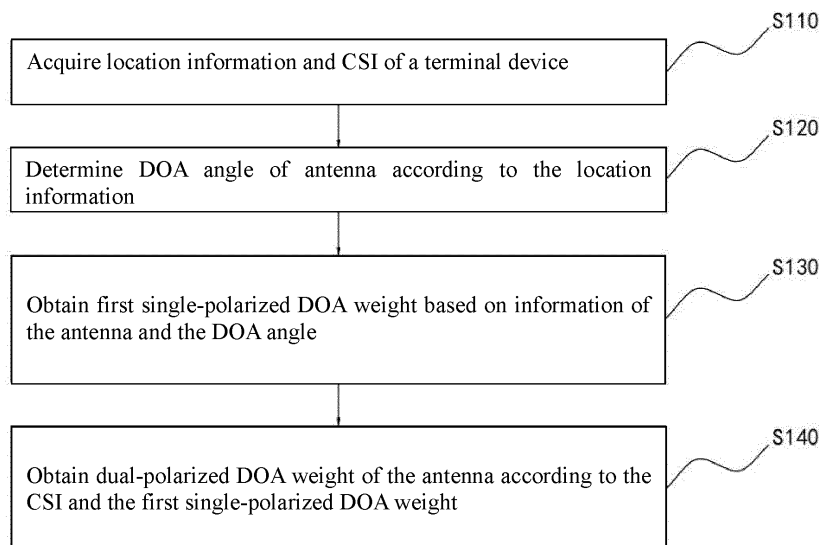 S110
Acquire location information and CSI of a terminal device
S120
Determine DOA angle of antenna according to the location
information
S130
Obtain first single-polarized DOA weight based on information of
the antenna and the DOA angle
S140
Obtain dual-polarized DOA weight of the antenna according to the
CSI and the first single-polarized DOA weight